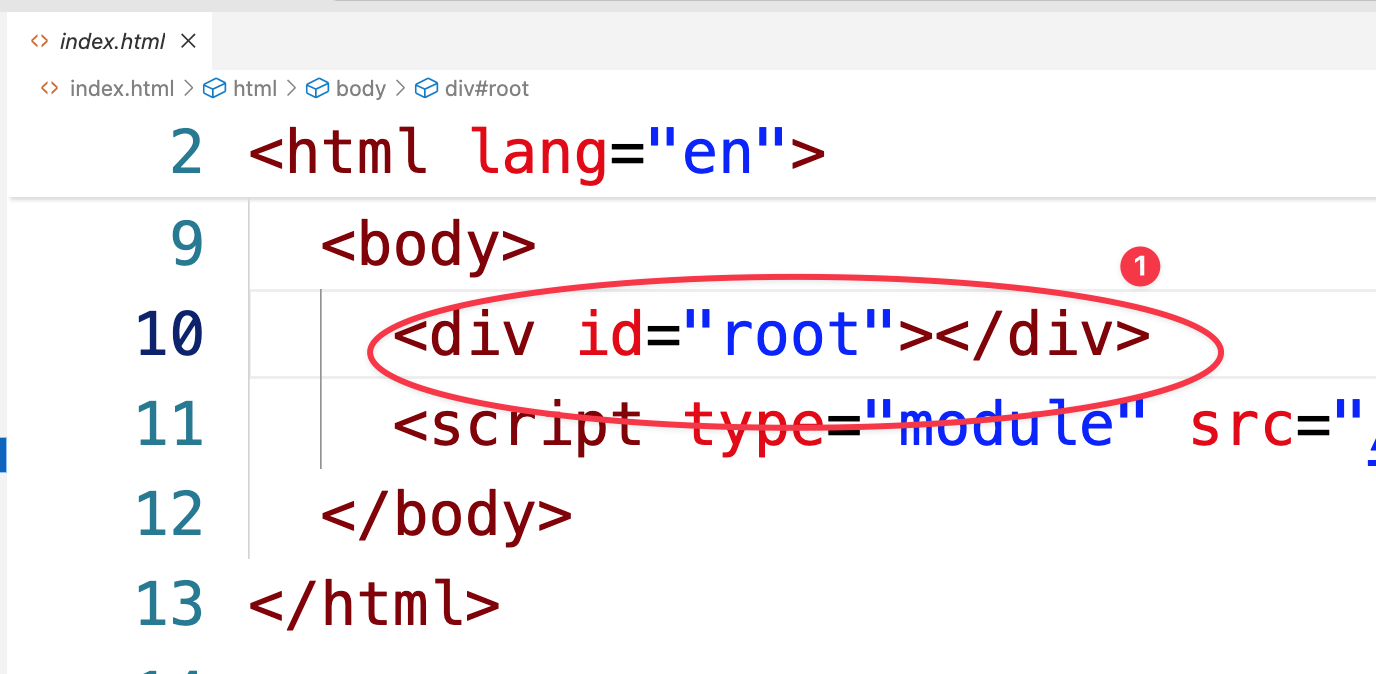 index.html
index.html > html > body > div#root
2 <html lang="en">
9 <body>
1
10 <div id="root"></div>
11 <script type="module" src="
12 </body>
13 </html>